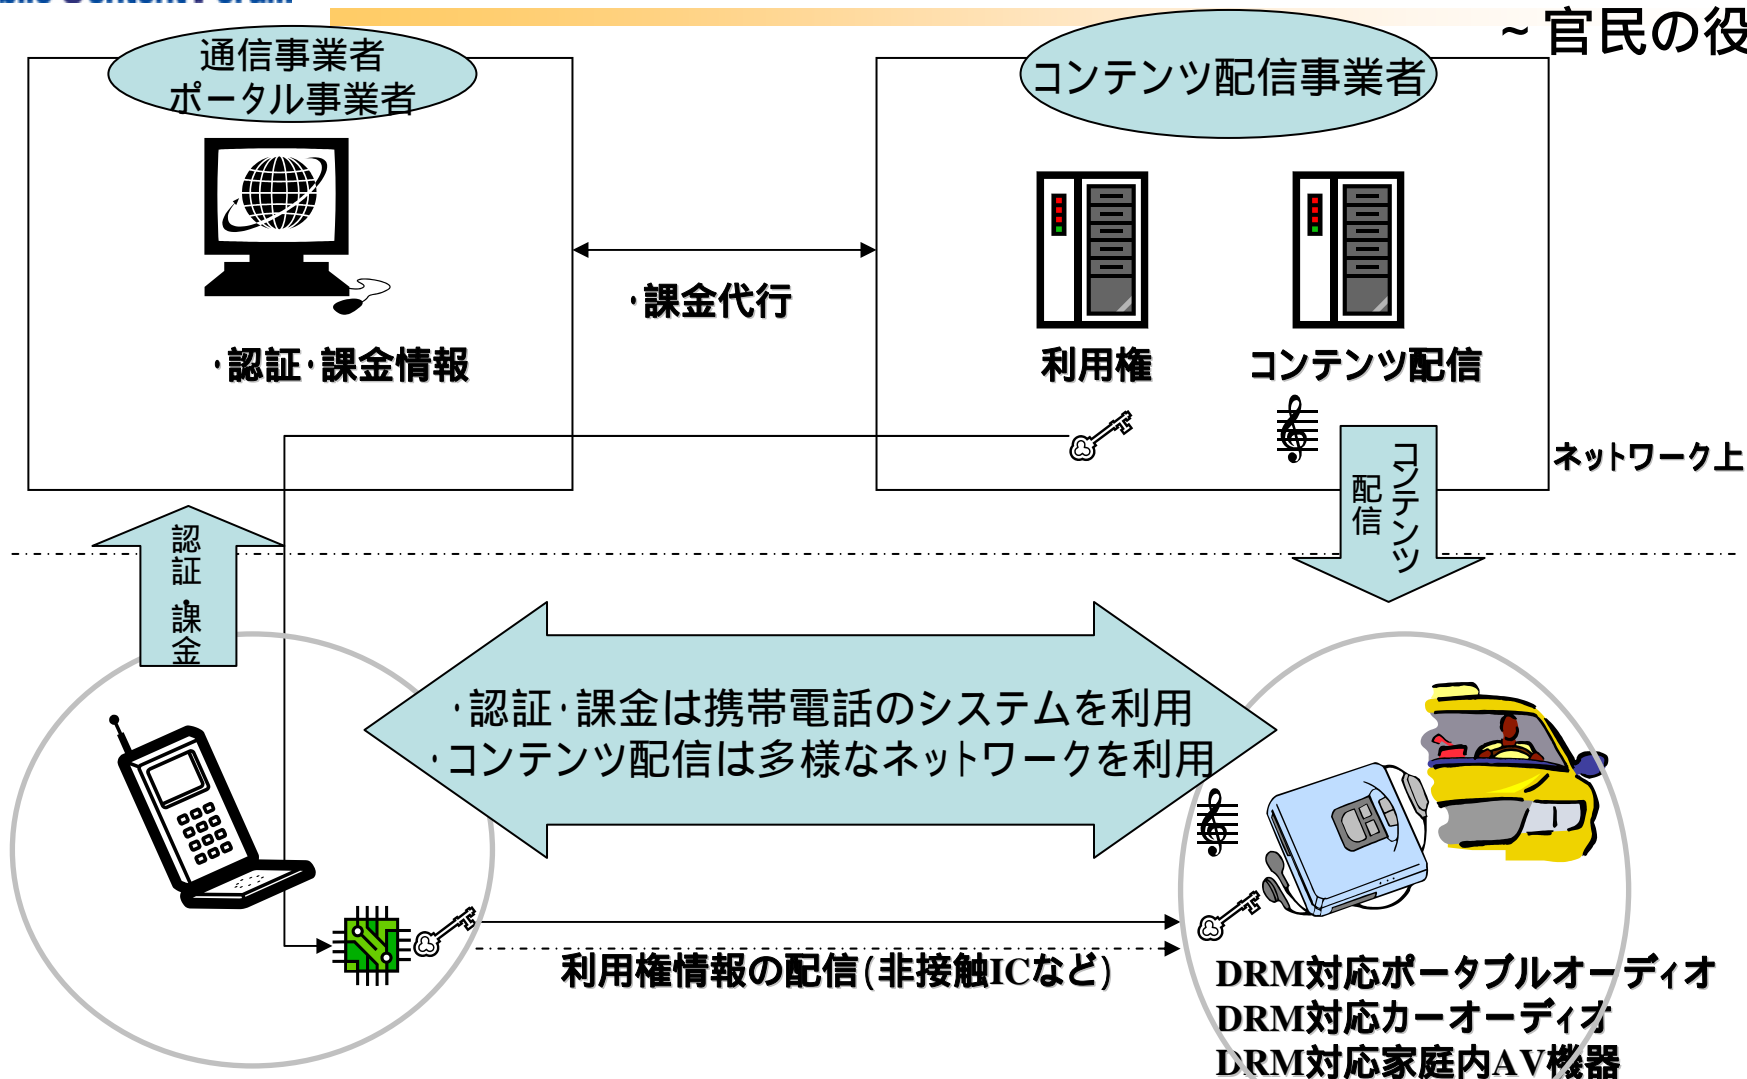 ~官民の役
通信事業者
ポータル事業者
コンテンツ配信事業者
・課金代行
・認証・課金情報
利用権
コンテンツ配信
ネットワーク上
コンテンツ
配信
認証・課金
・認証・課金は携帯電話のシステムを利用
・コンテンツ配信は多様なネットワークを利用
利用権情報の配信(非接触ICなど)
DRM対応ポータブルオーディオ
DRM対応カーオーディオ
DRM対応家庭内AV機器